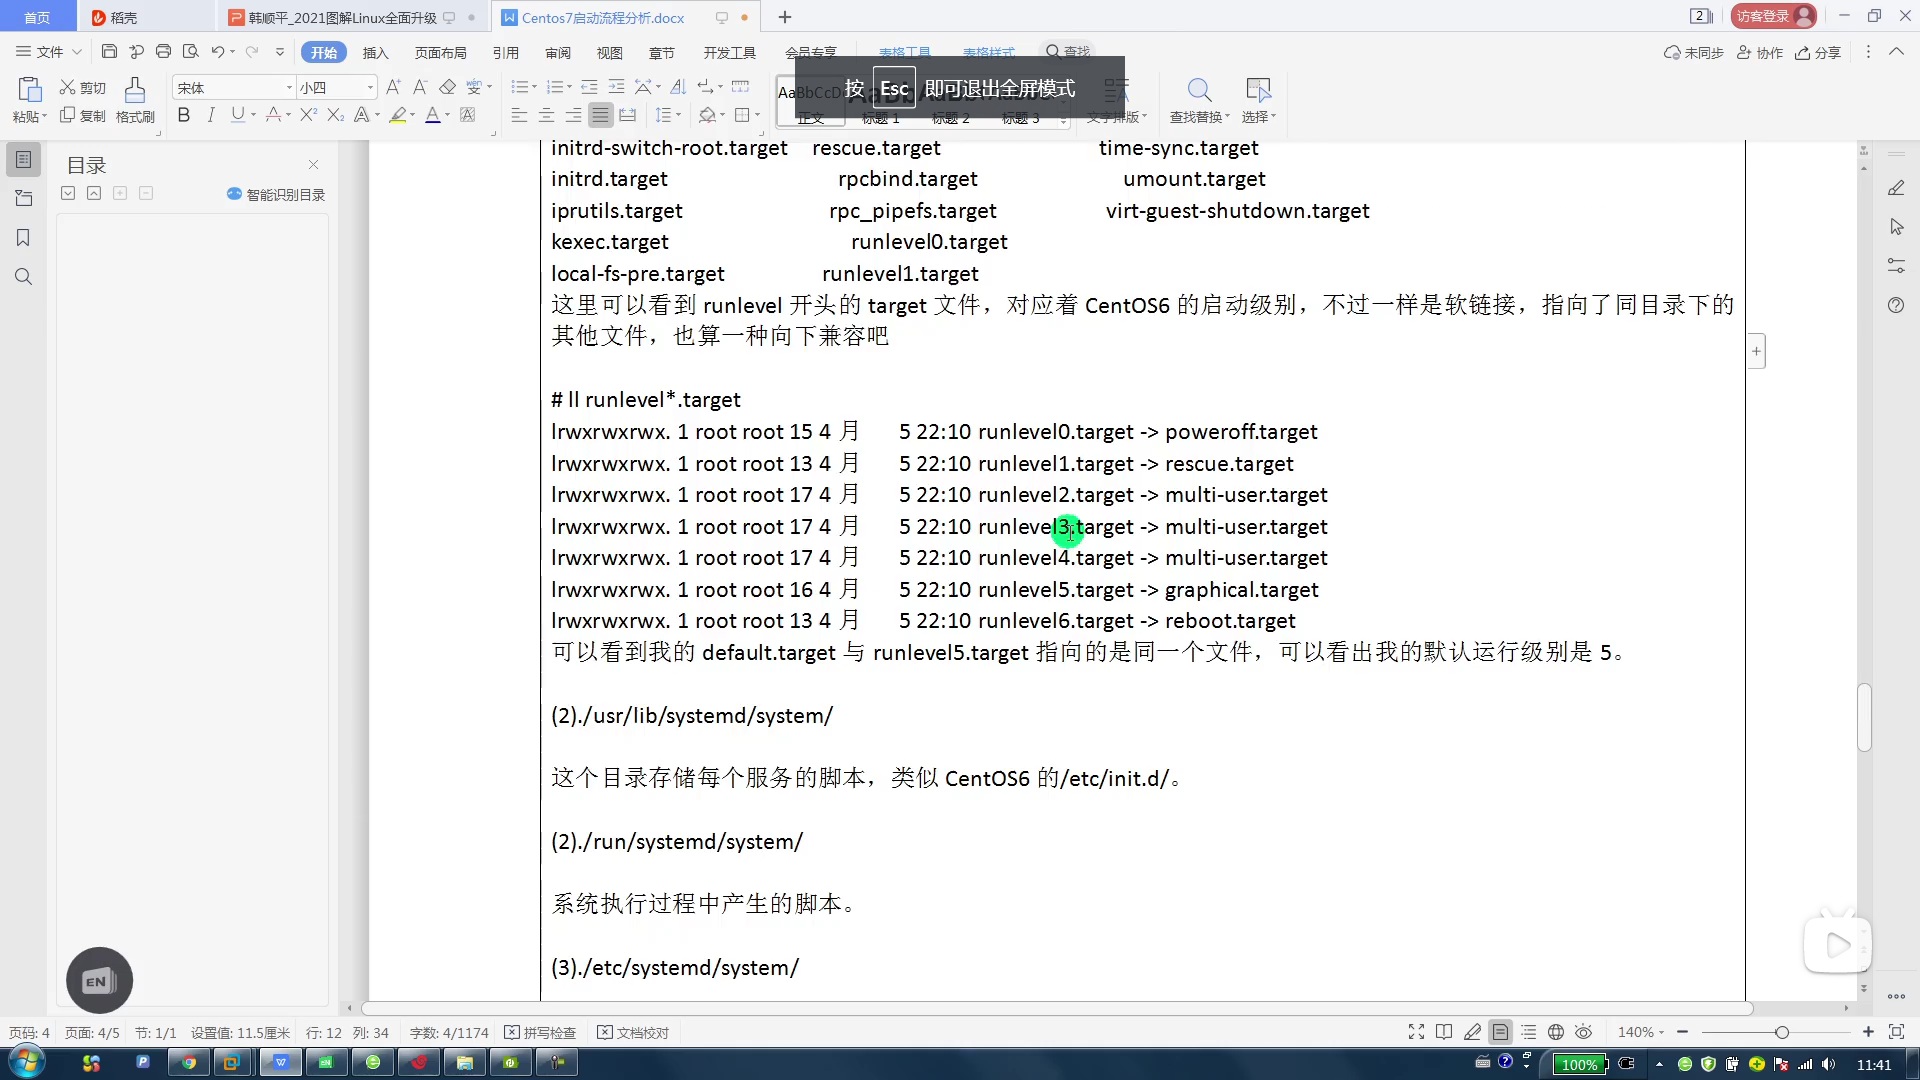 首页 稻壳 韩顺平_2021图解Linux全面升级 Centos7启动流程分析.docx 2 访客登录
文件 开始 插入 页面布局 引用 审阅 视图 章节 开发工具 会员专享 表格工具 表格样式 查找 未同步 协作 分享
按 Esc 即可退出全屏模式
粘贴 剪切 复制 格式刷 宋体 小四 正文 标题 1 标题 2 标题 3 文字排版 查找替换 选择
目录
智能识别目录
initrd-switch-root.target rescue.target time-sync.target
initrd.target rpcbind.target umount.target
iprutils.target rpc_pipefs.target virt-guest-shutdown.target
kexec.target runlevel0.target
local-fs-pre.target runlevel1.target
这里可以看到 runlevel 开头的 target 文件，对应着 CentOS6 的启动级别，不过一样是软链接，指向了同目录下的
其他文件，也算一种向下兼容吧
# ll runlevel*.target
lrwxrwxrwx. 1 root root 15 4 月 5 22:10 runlevel0.target -> poweroff.target
lrwxrwxrwx. 1 root root 13 4 月 5 22:10 runlevel1.target -> rescue.target
lrwxrwxrwx. 1 root root 17 4 月 5 22:10 runlevel2.target -> multi-user.target
lrwxrwxrwx. 1 root root 17 4 月 5 22:10 runlevel3.target -> multi-user.target
lrwxrwxrwx. 1 root root 17 4 月 5 22:10 runlevel4.target -> multi-user.target
lrwxrwxrwx. 1 root root 16 4 月 5 22:10 runlevel5.target -> graphical.target
lrwxrwxrwx. 1 root root 13 4 月 5 22:10 runlevel6.target -> reboot.target
可以看到我的 default.target 与 runlevel5.target 指向的是同一个文件，可以看出我的默认运行级别是 5。
(2)./usr/lib/systemd/system/
这个目录存储每个服务的脚本，类似 CentOS6 的/etc/init.d/。
(2)./run/systemd/system/
系统执行过程中产生的脚本。
(3)./etc/systemd/system/
EN
页码: 4 页面: 4/5 节: 1/1 设置值: 11.5厘米 行: 12 列: 34 字数: 4/1174 拼写检查 文档校对 140%
100% 11:41